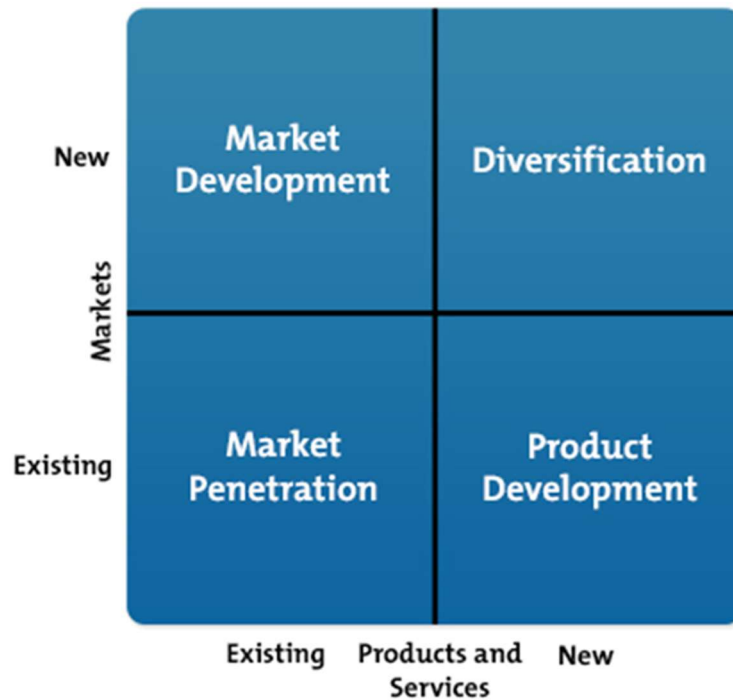 New
Market
Development
Diversification
Markets
Existing
Market
Penetration
Product
Development
Existing
Products and
Services
New